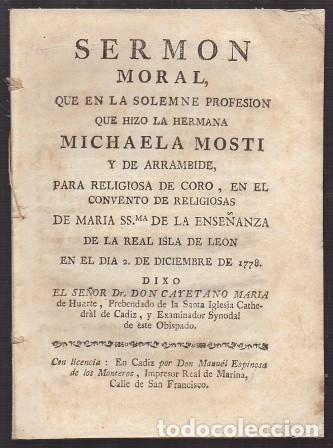 SERMON
MORAL,
QUE EN LA SOLEMNE PROFESION
QUE HIZO LA HERMANA
MICHAELA MOSTI
Y DE ARRAMBIDE,
PARA RELIGIOSA DE CORO, EN EL
CONVENTO DE RELIGIOSAS
DE MARIA SS.MA DE LA ENSEÑANZA
DE LA REAL ISLA DE LEON
EN EL DIA 2. DE DICIEMBRE DE 1778.
DIXO
EL SEÑOR Dr. DON CAYETANO MARIA
de Huarte, Prebendado de la Santa Iglesia Cathe-
dràl de Cadiz, y Examinador Synodal
de este Obispado.
Con licencia: En Cadiz por Don Manuél Espinosa
de los Monteros, Impresor Real de Marina,
Calle de San Francisco.
todocoleccion.net